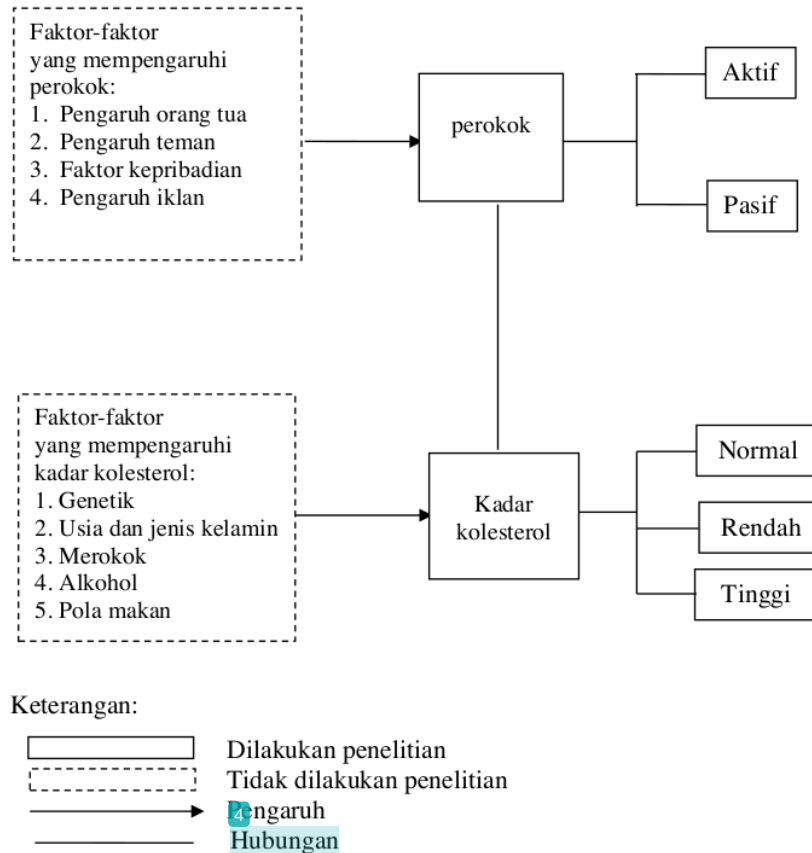 Faktor-faktor
yang mempengaruhi
perokok:
1. Pengaruh orang tua
2. Pengaruh teman
3. Faktor kepribadian
4. Pengaruh iklan
perokok
Aktif
Pasif
Faktor-faktor
yang mempengaruhi
kadar kolesterol:
1. Genetik
2. Usia dan jenis kelamin
3. Merokok
4. Alkohol
5. Pola makan
Kadar
kolesterol
Normal
Rendah
Tinggi
Keterangan:
Dilakukan penelitian
Tidak dilakukan penelitian
Pengaruh
4
Hubungan